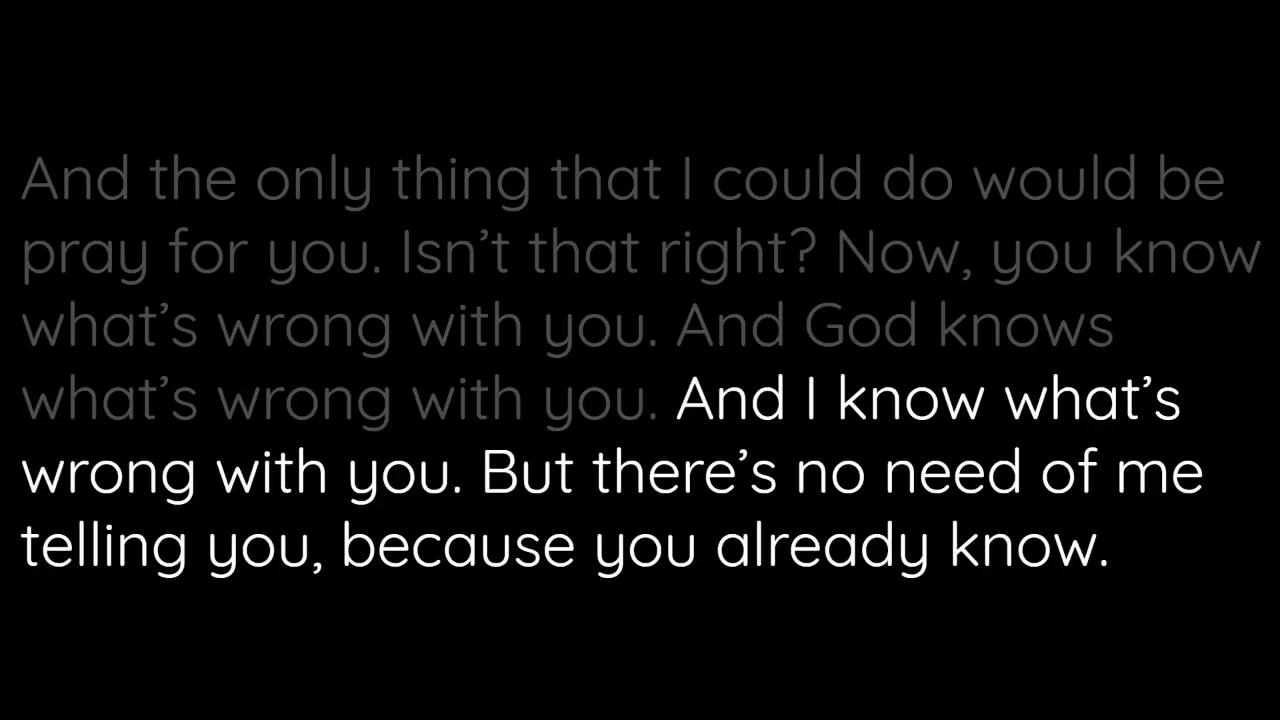 And the only thing that I could do would be
pray for you. Isn’t that right? Now, you know
what’s wrong with you. And God knows
what’s wrong with you. And I know what’s
wrong with you. But there’s no need of me
telling you, because you already know.